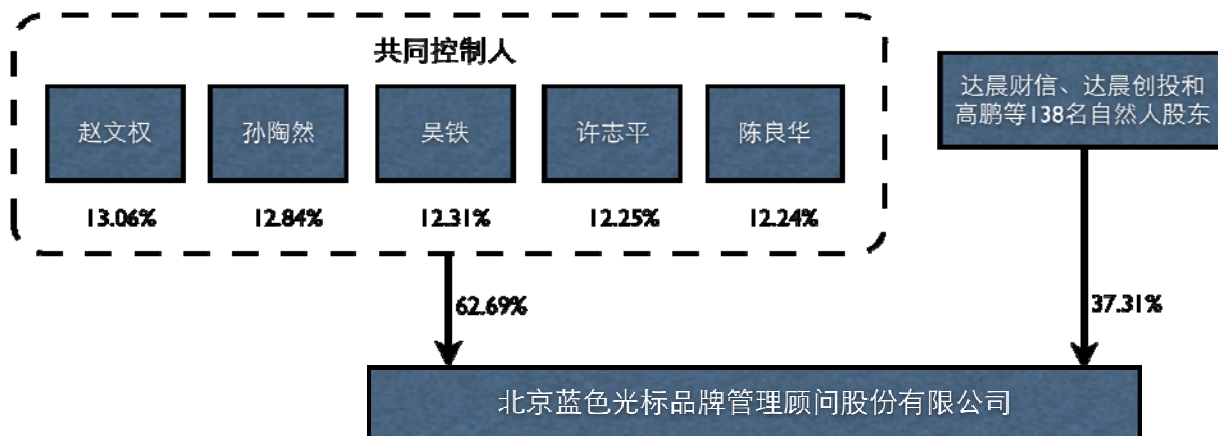 共同控制人
赵文权
孙陶然
吴铁
许志平
陈良华
13.06%
12.84%
12.31%
12.25%
12.24%
达晨财信、达晨创投和
高鹏等138名自然人股东
62.69%
37.31%
北京蓝色光标品牌管理顾问股份有限公司